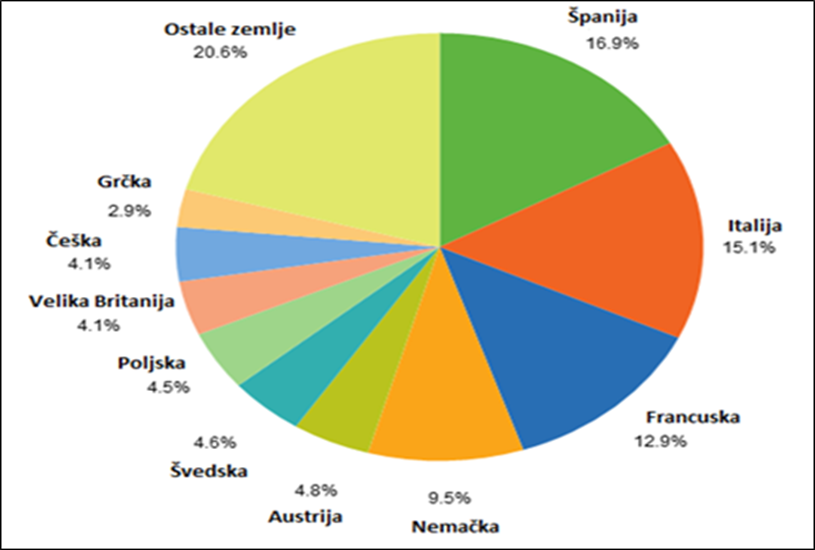 Španija
16.9%
Italija
15.1%
Francuska
12.9%
9.5%
Nemačka
4.8%
Austrija
4.6%
Švedska
Poljska
4.5%
Velika Britanija
4.1%
Češka
4.1%
Grčka
2.9%
Ostale zemlje
20.6%